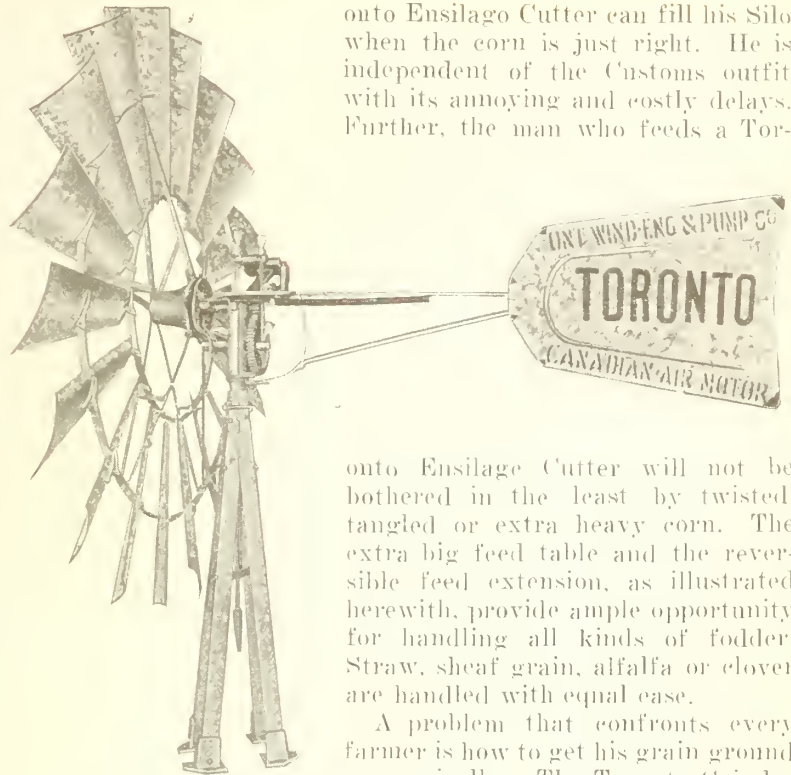 onto Ensilago Cutter can fill his Silo
when the corn is just right. He is
independent of the Customs outfit
with its annoying and costly delays.
Further, the man who feeds a Tor-
ONT. WIND-ENG & PUMP CO
TORONTO
CANADIAN-AIR MOTOR
onto Ensilage Cutter will not be
bothered in the least by twisted
tangled or extra heavy corn. The
extra big feed table and the rever-
sible feed extension, as illustrated
herewith, provide ample opportunity
for handling all kinds of fodder
Straw, sheaf grain, alfalfa or clover
are handled with equal ease.
A problem that confronts every
farmer is how to get his grain ground